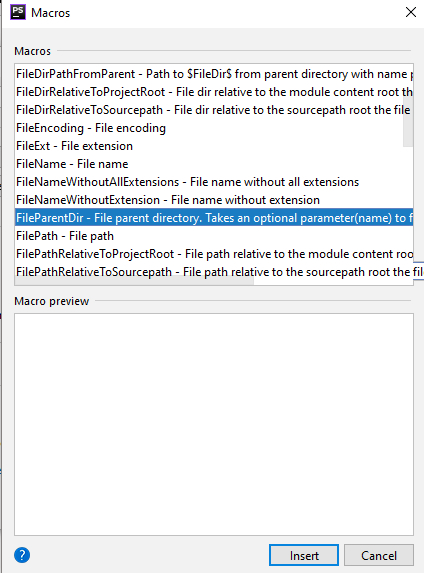 PS Macros
Macros
FileDirPathFromParent - Path to $FileDir$ from parent directory with name
FileDirRelativeToProjectRoot - File dir relative to the module content root
FileDirRelativeToSourcepath - File dir relative to the sourcepath root the file
FileEncoding - File encoding
FileExt - File extension
FileName - File name
FileNameWithoutAllExtensions - File name without all extensions
FileNameWithoutExtension - File name without extension
FileParentDir - File parent directory. Takes an optional parameter(name) to
FilePath - File path
FilePathRelativeToProjectRoot - File path relative to the module content
FilePathRelativeToSourcepath - File path relative to the sourcepath root the
Macro preview
? Insert Cancel